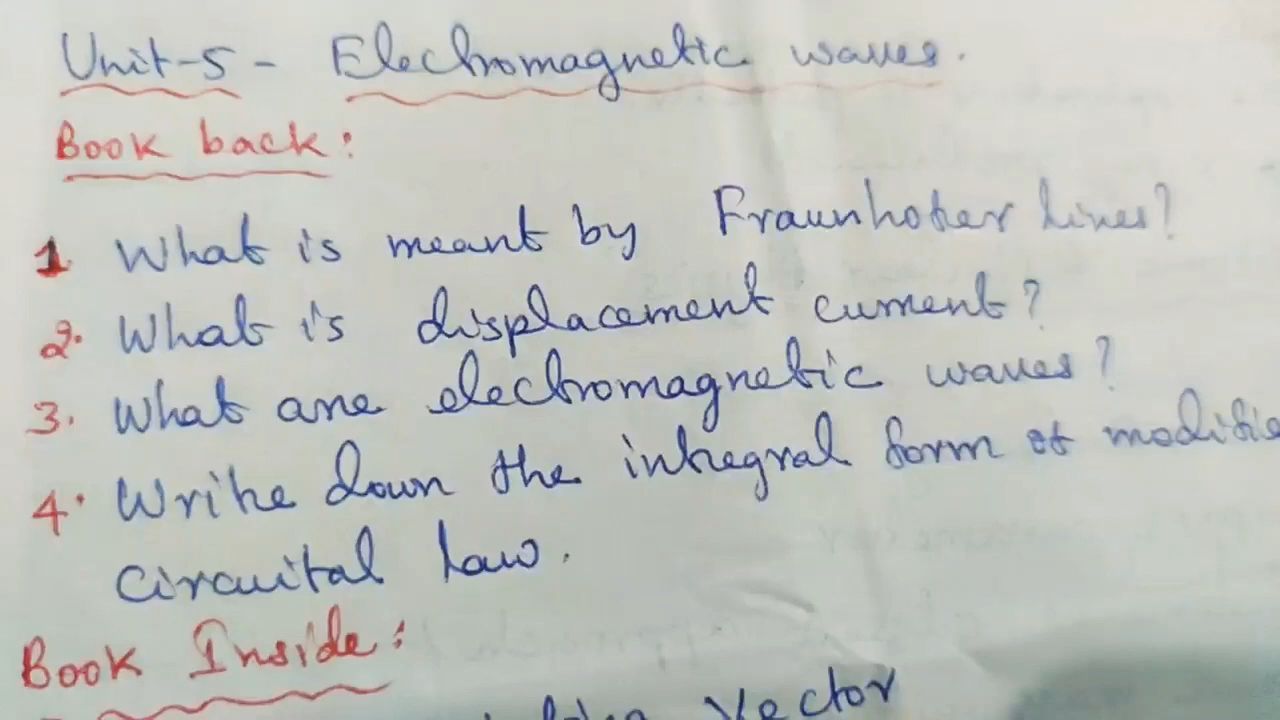 Unit-5 - Electromagnetic waves.
Book back:
1. What is meant by Fraunhofer lines?
2. What is displacement current?
3. What are electromagnetic waves?
4. Write down the integral form of
circuital law.
Book Inside:
Vector